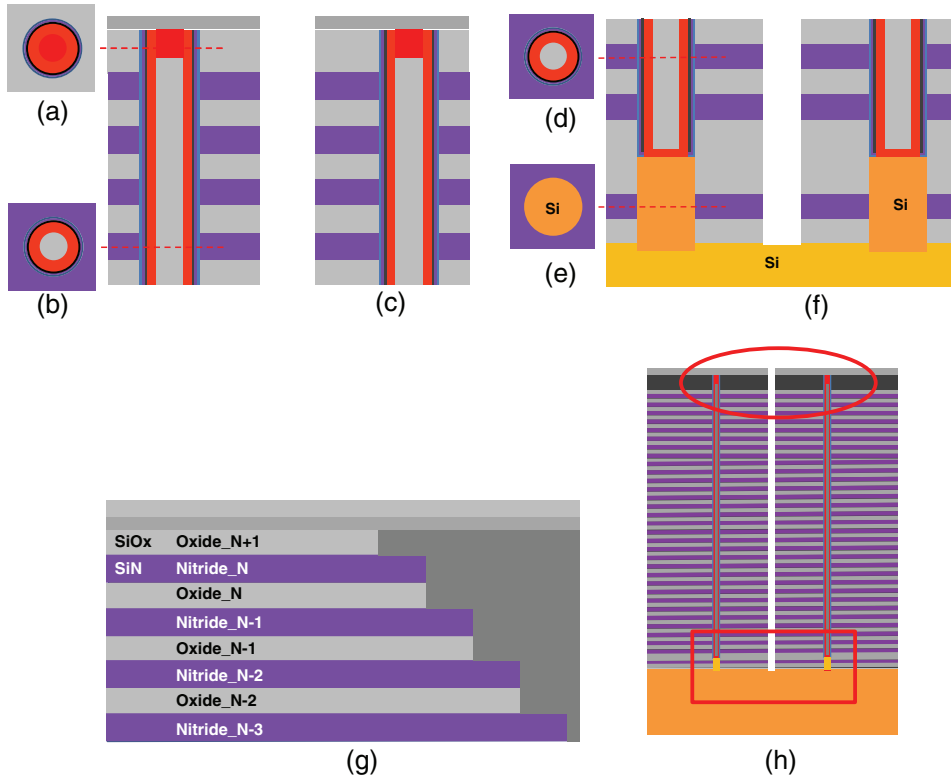 (a)
(b)
(c)
(d)
Si
(e)
Si
Si
(f)
SiOx Oxide_N+1
SiN Nitride_N
Oxide_N
Nitride_N-1
Oxide_N-1
Nitride_N-2
Oxide_N-2
Nitride_N-3
(g)
(h)